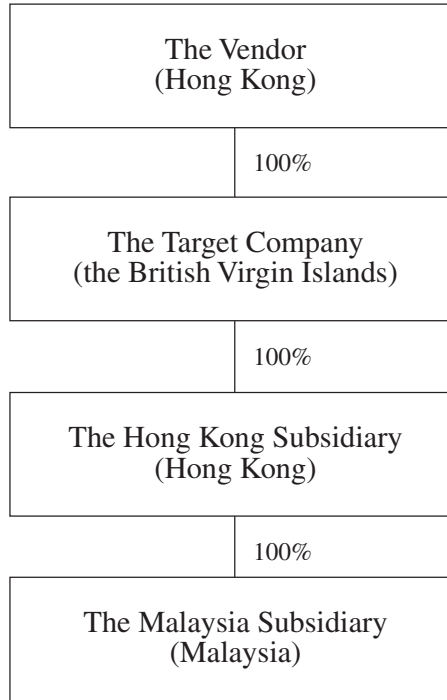 The Vendor
(Hong Kong)
100%
The Target Company
(the British Virgin Islands)
100%
The Hong Kong Subsidiary
(Hong Kong)
100%
The Malaysia Subsidiary
(Malaysia)